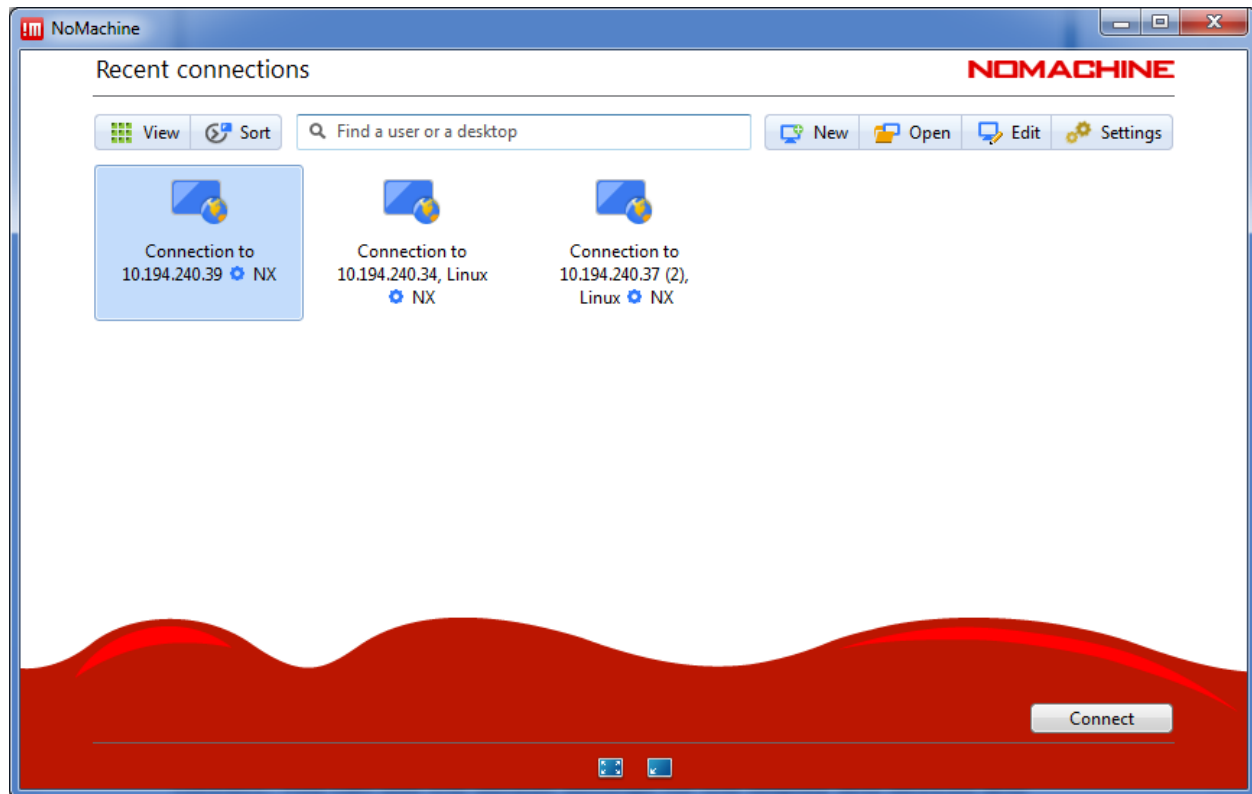 NoMachine
Recent connections
NOMACHINE
View
Sort
Find a user or a desktop
New
Open
Edit
Settings
Connection to
10.194.240.39 NX
Connection to
10.194.240.34, Linux
NX
Connection to
10.194.240.37 (2),
Linux NX
Connect